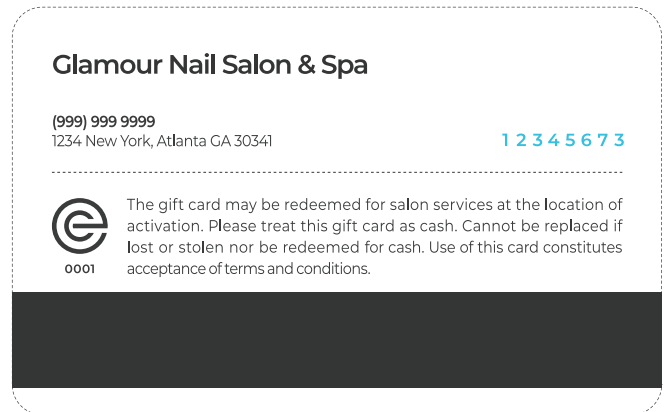 Glamour Nail Salon & Spa
(999) 999 9999
1234 New York, Atlanta GA 30341
1 2 3 4 5 6 7 3
The gift card may be redeemed for salon services at the location of
activation. Please treat this gift card as cash. Cannot be replaced if
lost or stolen nor be redeemed for cash. Use of this card constitutes
acceptance of terms and conditions.
0001